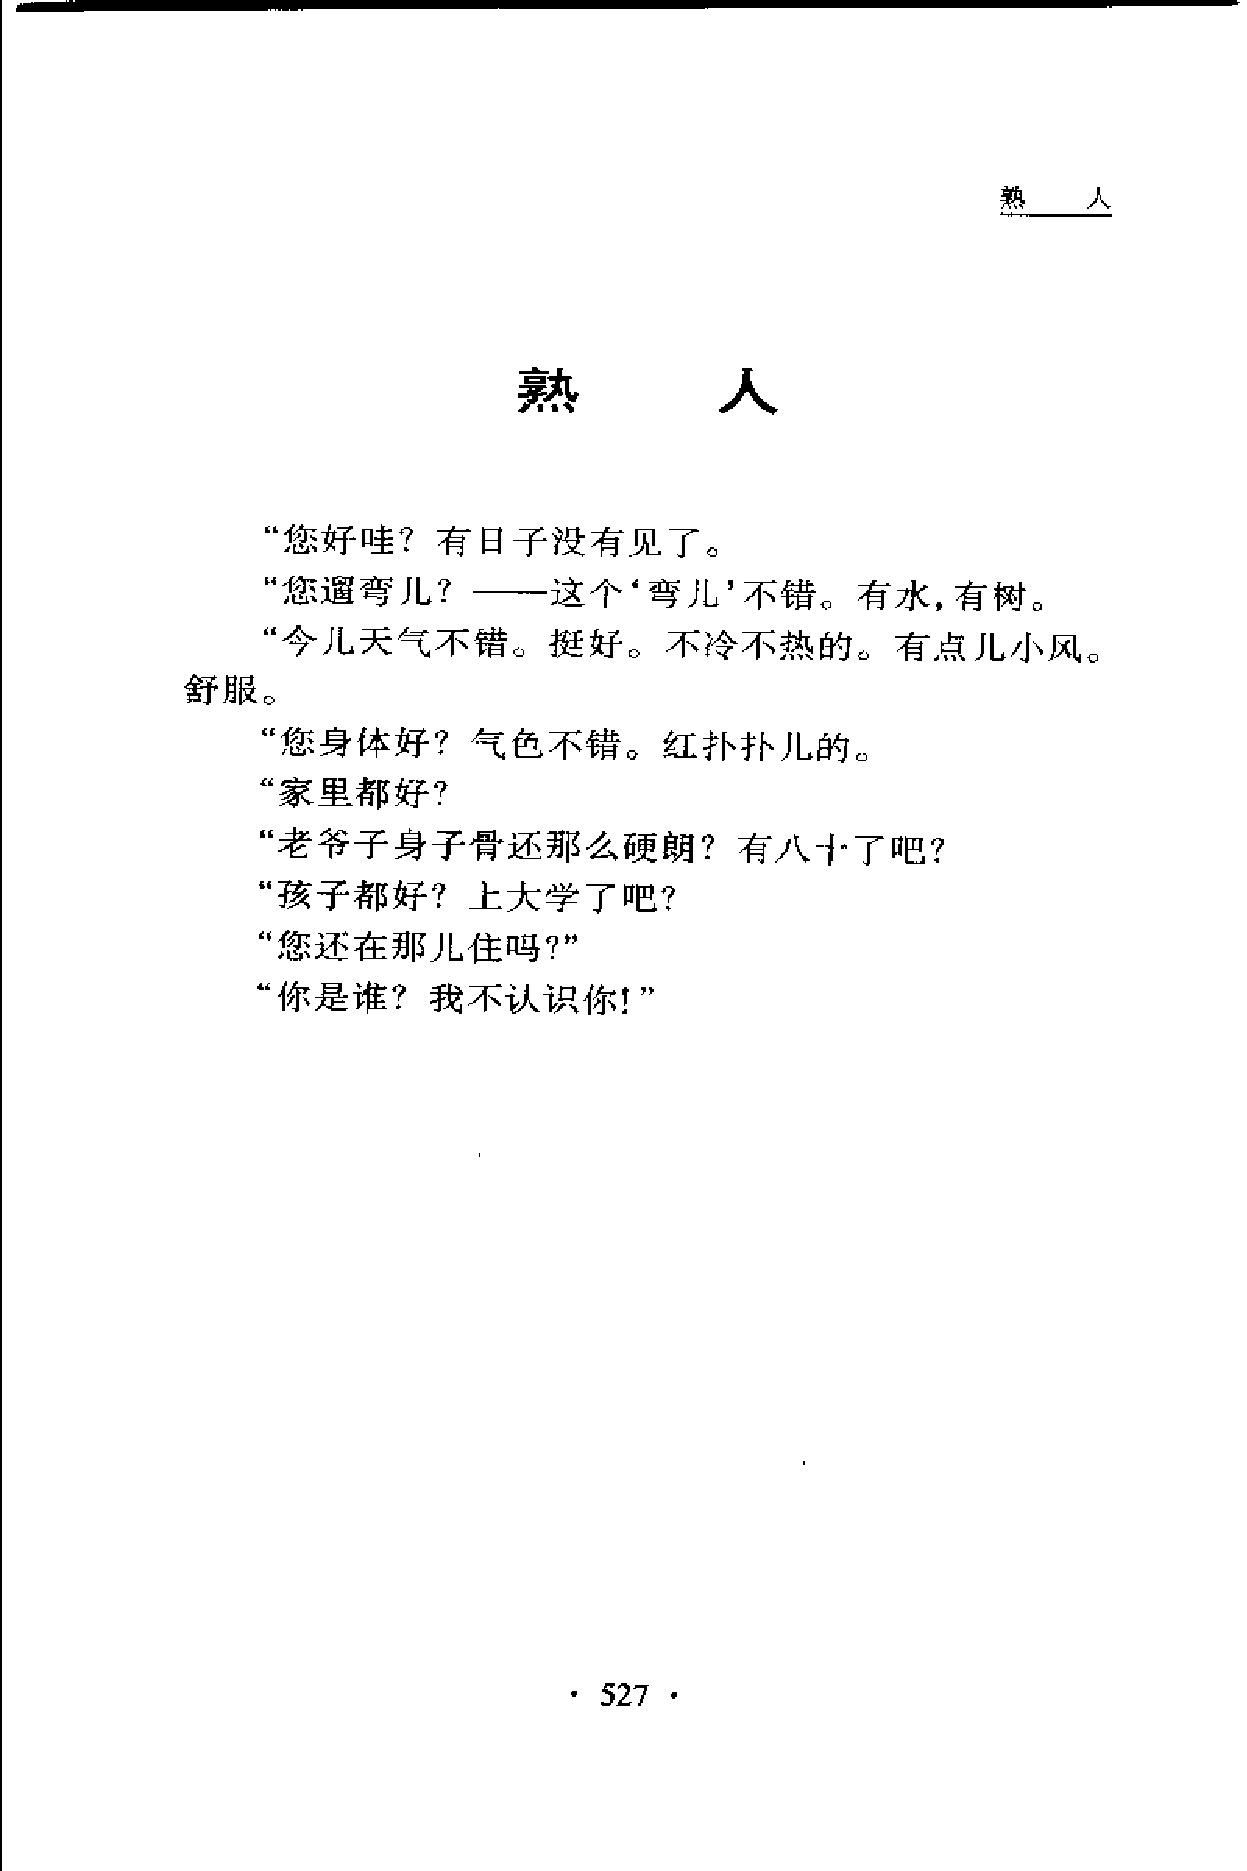 熟 人
熟 人
“您好哇？有日子没有见了。
“您遛弯儿？——这个‘弯儿’不错。有水，有树。
“今儿天气不错。挺好。不冷不热的。有点儿小风。
舒服。
“您身体好？气色不错。红扑扑儿的。
“家里都好？
“老爷子身子骨还那么硬朗？有八十了吧？
“孩子都好？上大学了吧？
“您还在那儿住吗？”
“你是谁？我不认识你！”
· 527 ·